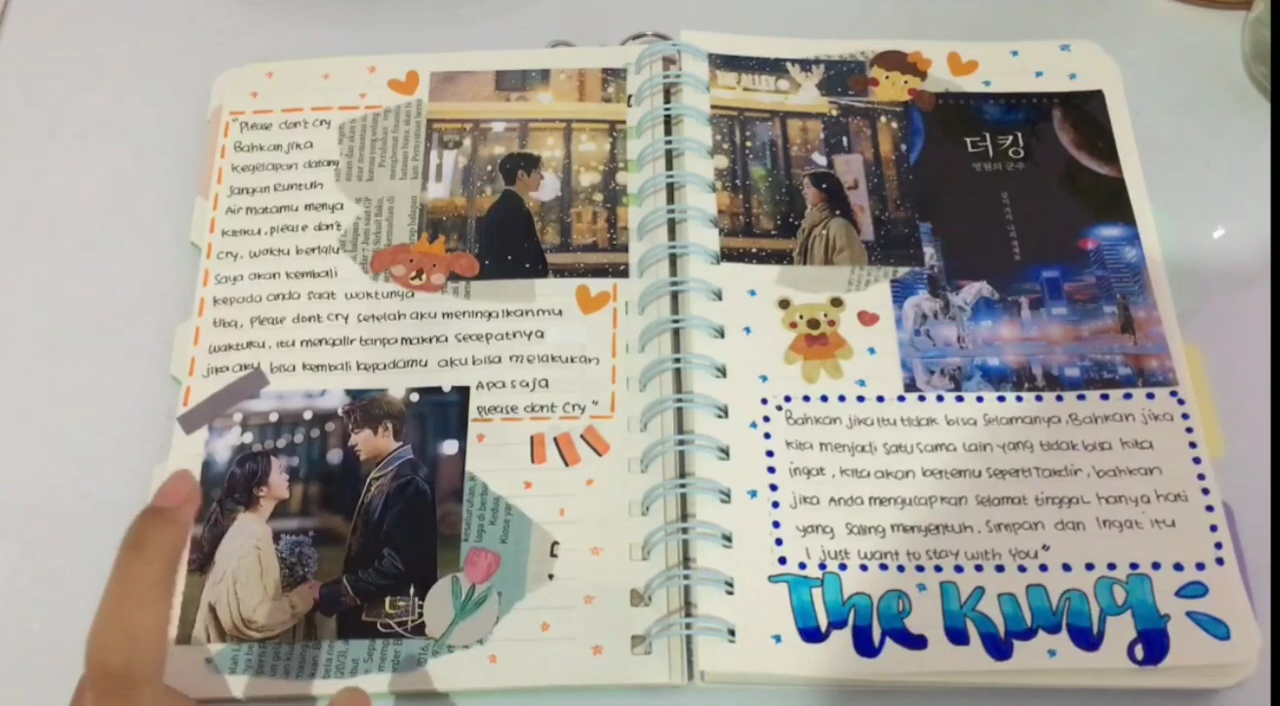 "Please don't cry
Bahkan jika
kegelapan datang
jangan Runtuh
Air matamu menya
kitiku, please don't
cry, waktu berlalu
Saya akan kembali
kepada anda saat waktunya
tiba, please dont cry setelah aku meningalkanmu
waktuku, itu mengalir tanpa makna secepatnya
jika aku bisa kembali kepadamu aku bisa melakukan
Apa saja
please dont Cry"
THE ALLEY
더킹
영원의 군주
"Bahkan jika itu tidak bisa Selamanya, Bahkan jika
kita menjadi satu sama lain yang tidak bisa kita
ingat, kita akan bertemu seperti Takdir, bahkan
jika Anda mengucapkan selamat tinggal hanya hati
yang Saling menyentuh. Simpan dan Ingat itu
I just want to stay with You"
The King